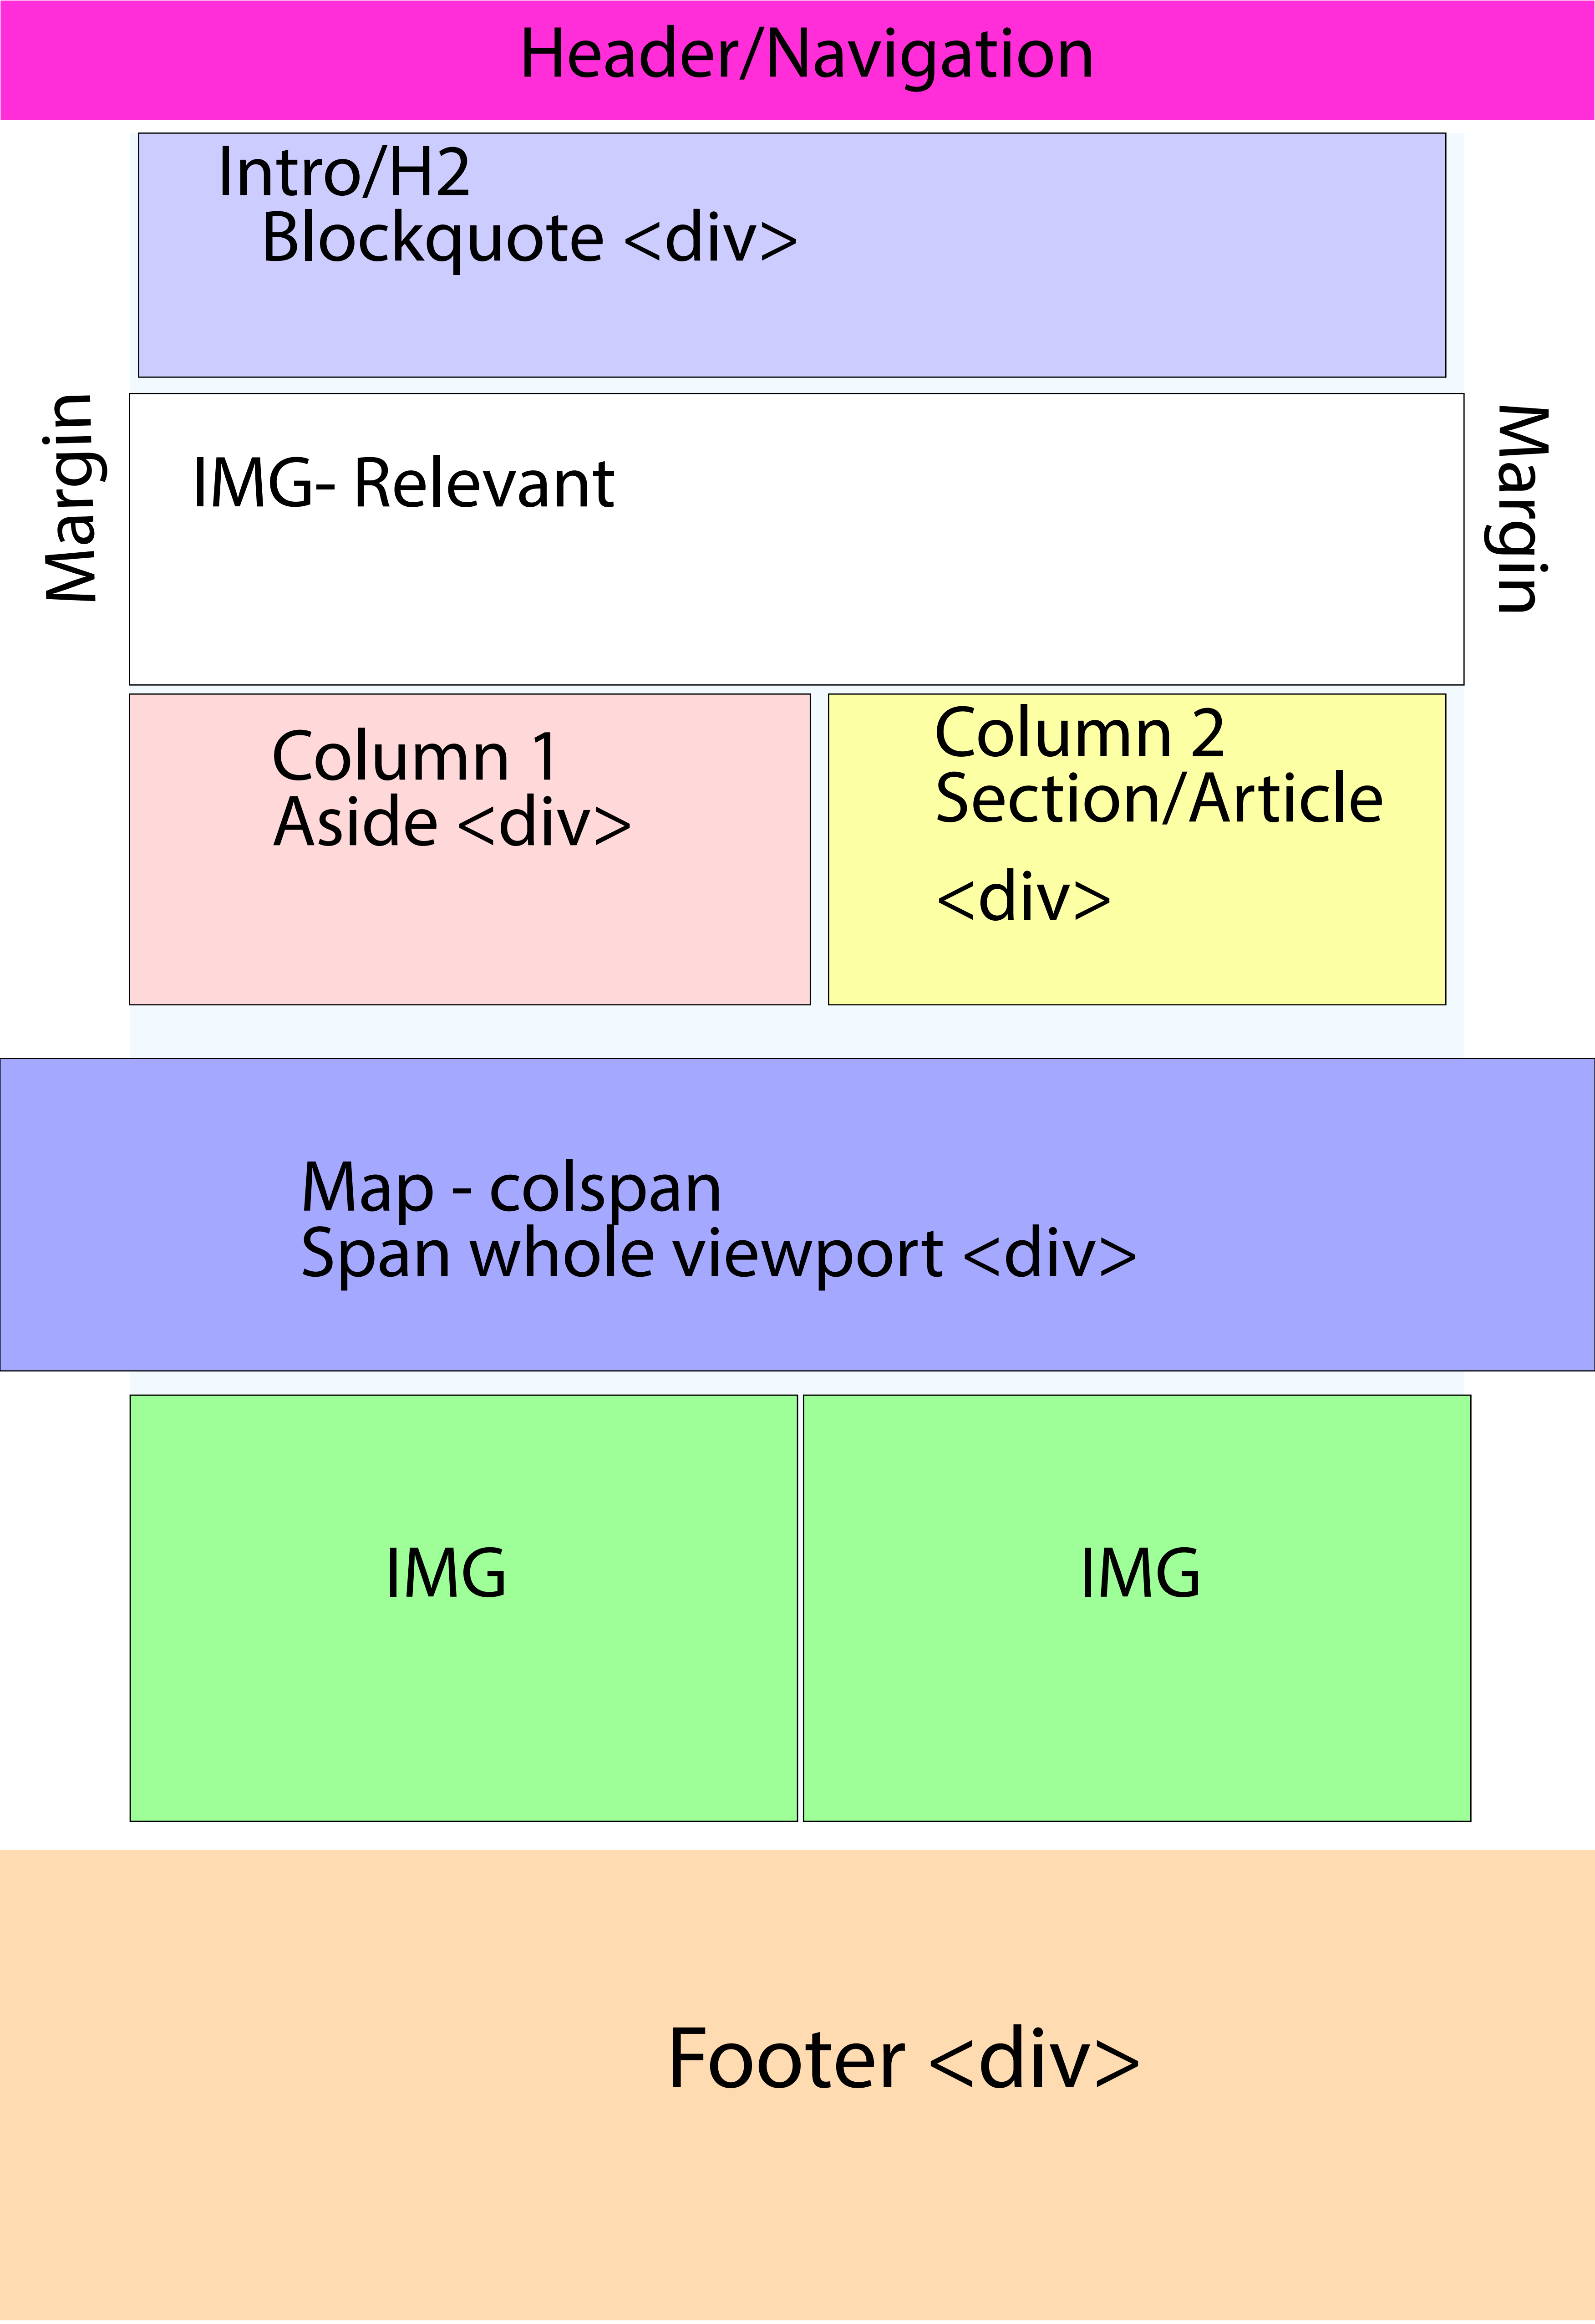 Header/Navigation
Intro/H2
Blockquote <div>
Margin
IMG- Relevant
Margin
Column 1
Aside <div>
Column 2
Section/Article
<div>
Map - colspan
Span whole viewport <div>
IMG
IMG
Footer <div>